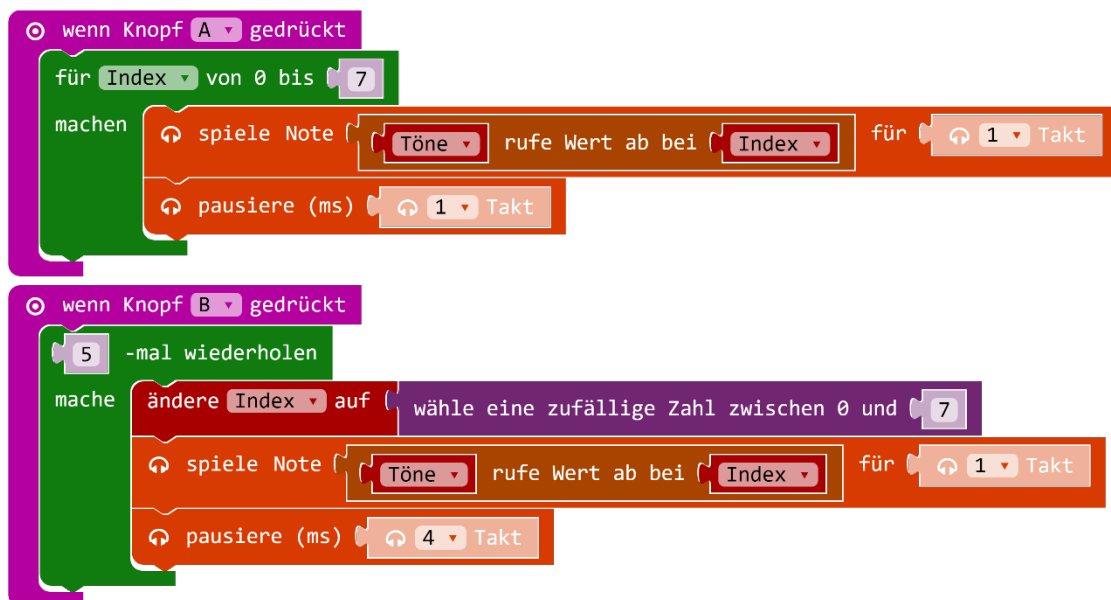 wenn Knopf A gedrückt
für Index von 0 bis 7
machen spiele Note Töne rufe Wert ab bei Index für 1 Takt
pausiere (ms) 1 Takt
wenn Knopf B gedrückt
5 -mal wiederholen
mache ändere Index auf wähle eine zufällige Zahl zwischen 0 und 7
spiele Note Töne rufe Wert ab bei Index für 1 Takt
pausiere (ms) 4 Takt